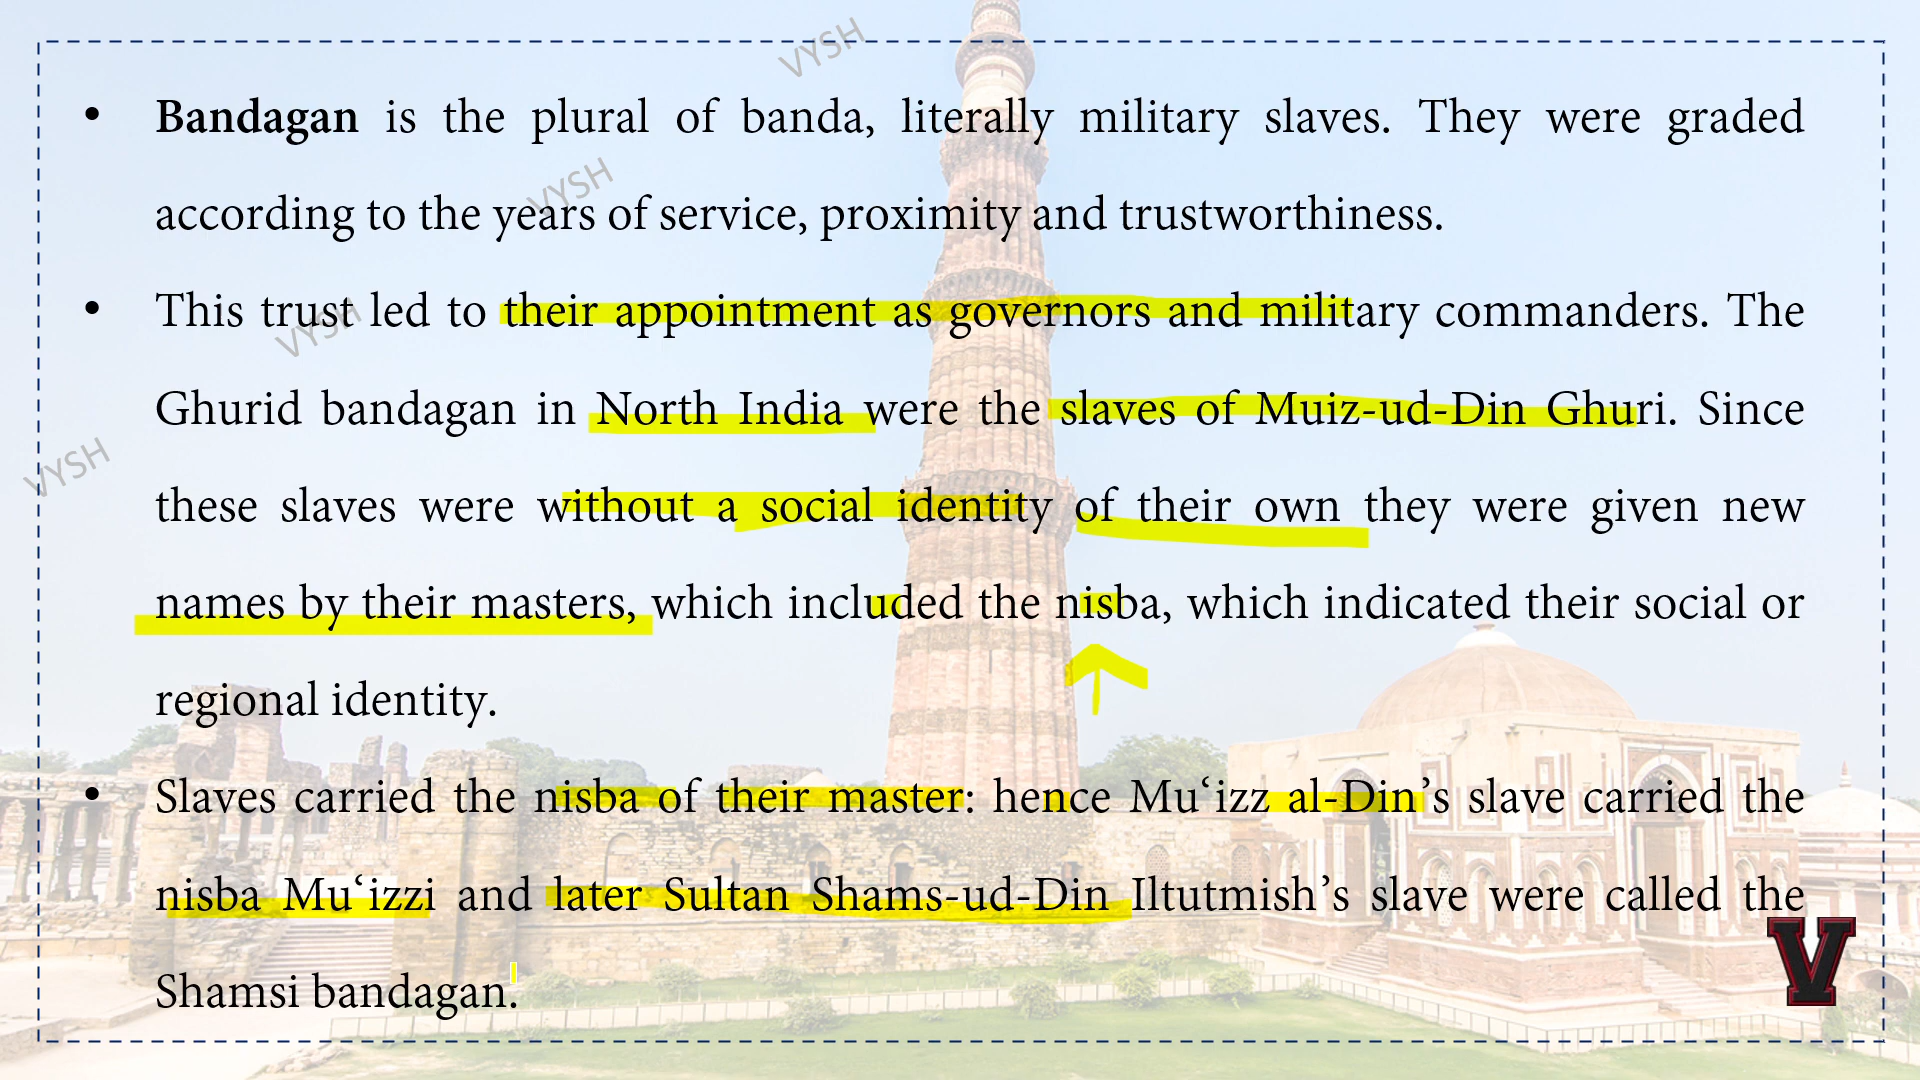 VYSH
• Bandagan is the plural of banda, literally military slaves. They were graded
VYSH
according to the years of service, proximity and trustworthiness.
• This trust led to their appointment as governors and military commanders. The
VYSH
Ghurid bandagan in North India were the slaves of Muiz-ud-Din Ghuri. Since
VYSH
these slaves were without a social identity of their own they were given new
names by their masters, which included the nisba, which indicated their social or
regional identity.
• Slaves carried the nisba of their master: hence Mu‘izz al-Din’s slave carried the
nisba Mu‘izzi and later Sultan Shams-ud-Din Iltutmish’s slave were called the
Shamsi bandagan.
V